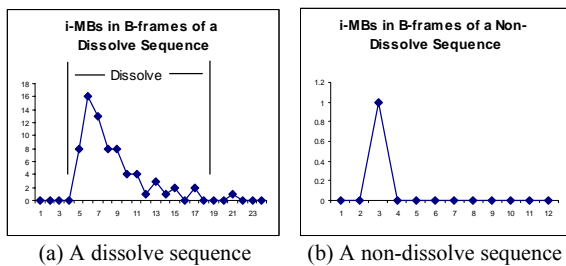 i-MBs in B-frames of a
Dissolve Sequence
Dissolve
18
16
14
12
10
8
6
4
2
0
1 3 5 7 9 11 13 15 17 19 21 23
(a) A dissolve sequence
i-MBs in B-frames of a Non-
Dissolve Sequence
1.2
1
0.8
0.6
0.4
0.2
0
1 2 3 4 5 6 7 8 9 10 11 12
(b) A non-dissolve sequence